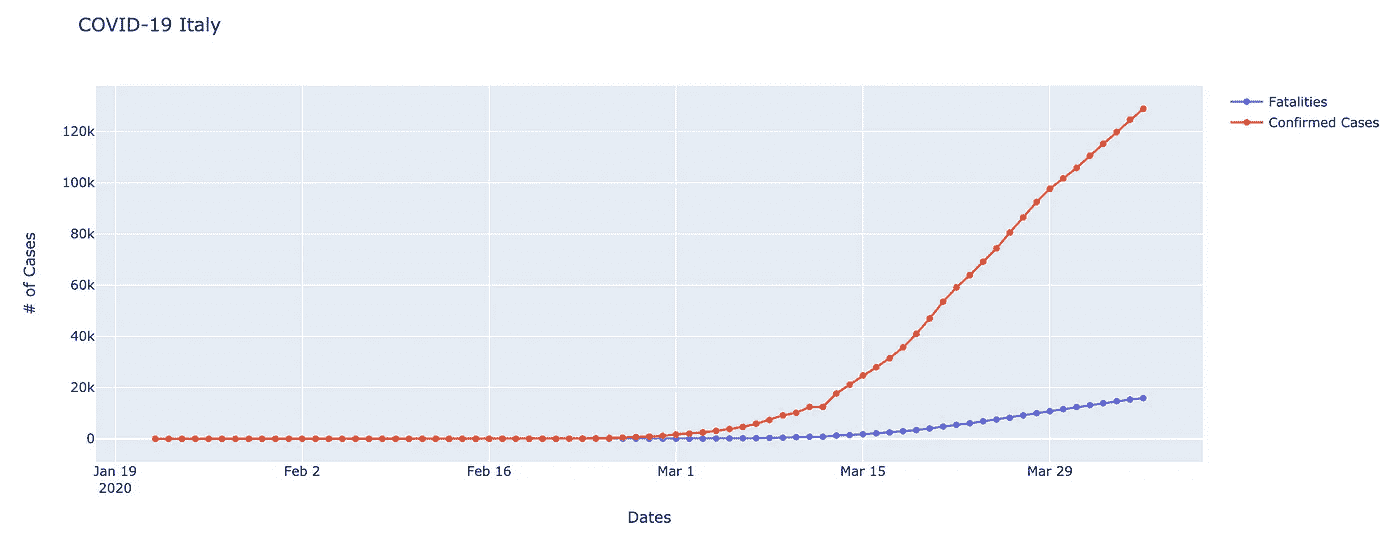 COVID-19 Italy
Fatalities
Confirmed Cases
120k
100k
80k
60k
40k
20k
0
# of Cases
Jan 19
2020
Feb 2
Feb 16
Mar 1
Mar 15
Mar 29
Dates